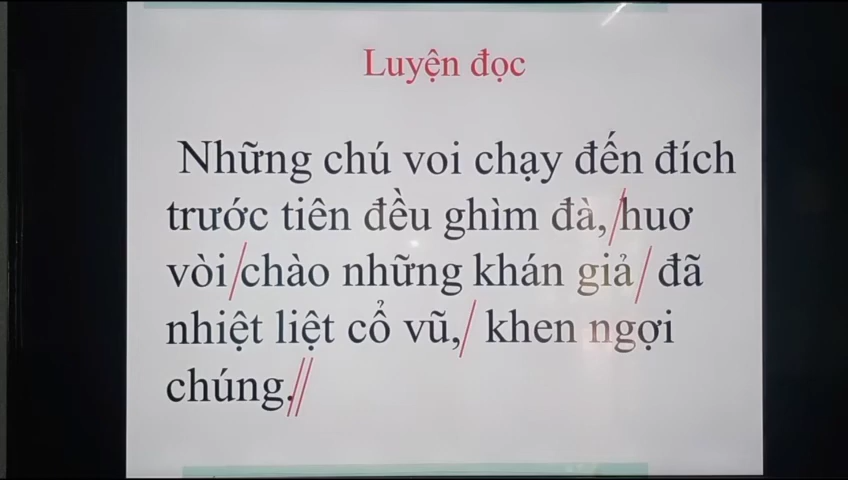 Luyện đọc
Những chú voi chạy đến đích
trước tiên đều ghìm đà,/huơ
vòi/chào những khán giả/ đã
nhiệt liệt cổ vũ,/ khen ngợi
chúng.//